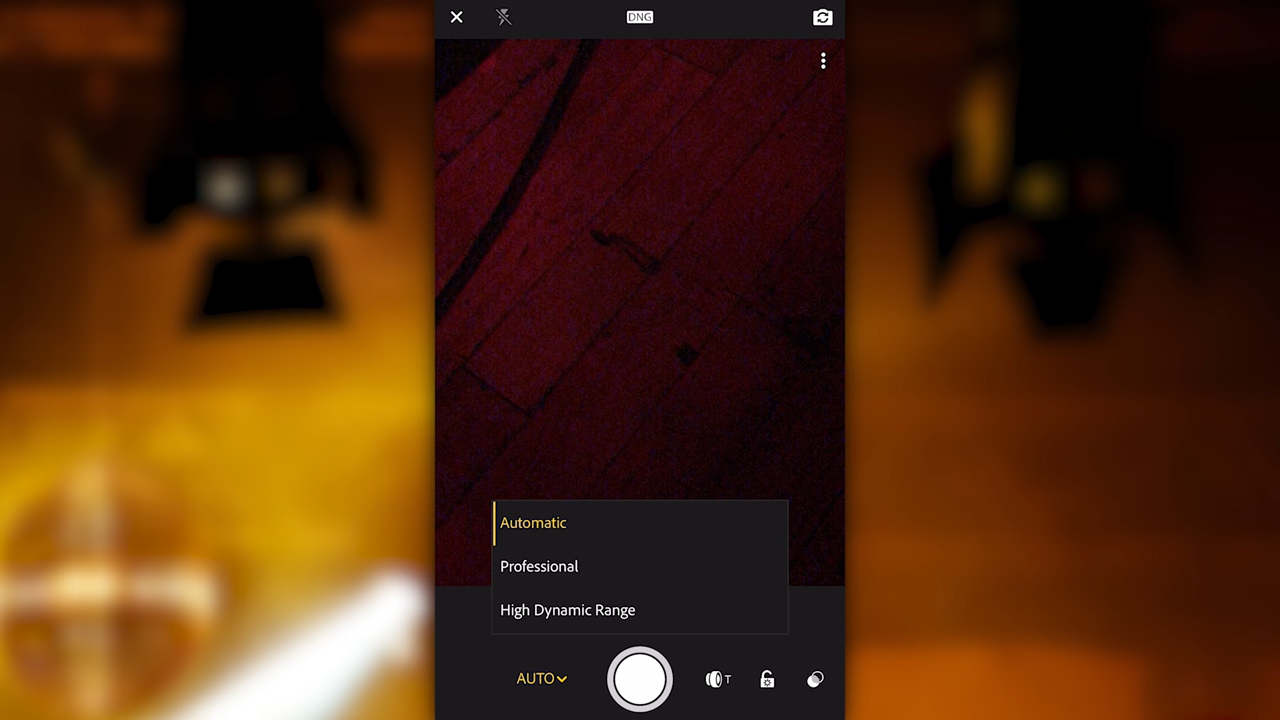 DNG
Automatic
Professional
High Dynamic Range
AUTO
T